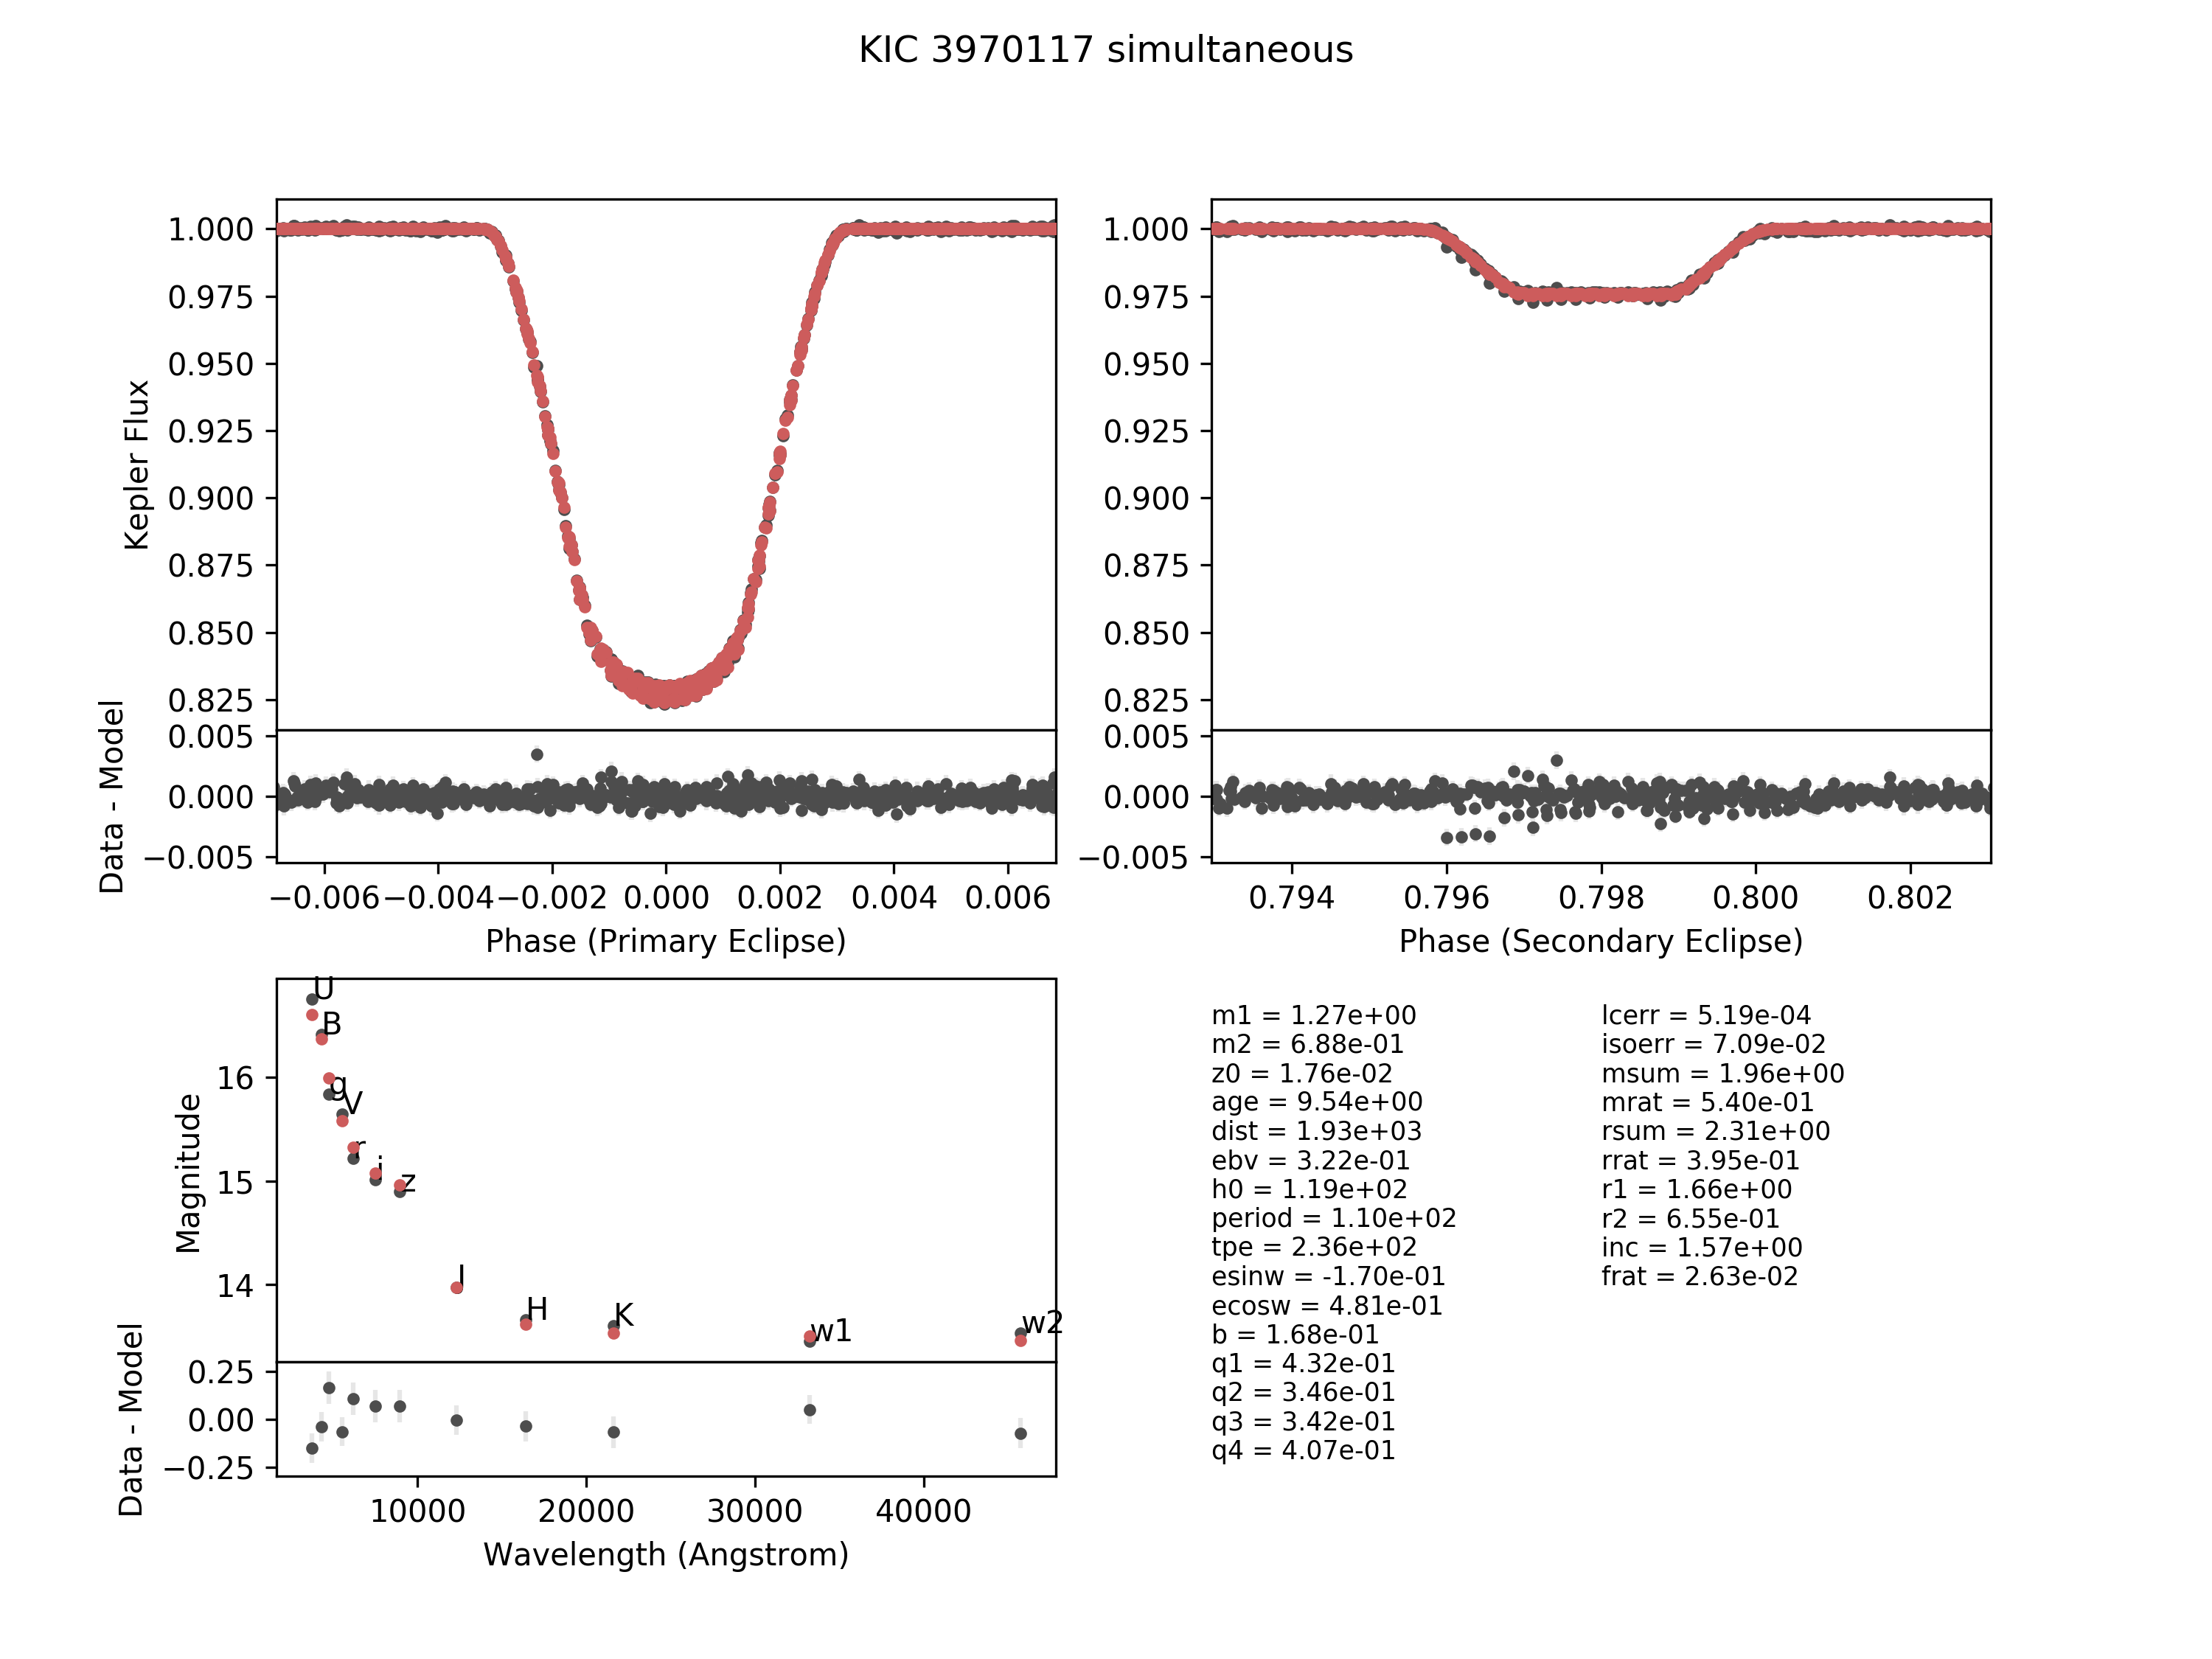 KIC 3970117 simultaneous
Kepler Flux
1.000
0.975
0.950
0.925
0.900
0.875
0.850
0.825
Data - Model
0.005
0.000
−0.005
−0.006 −0.004 −0.002 0.000 0.002 0.004 0.006
Phase (Primary Eclipse)
1.000
0.975
0.950
0.925
0.900
0.875
0.850
0.825
0.005
0.000
−0.005
0.794 0.796 0.798 0.800 0.802
Phase (Secondary Eclipse)
Magnitude
16
15
14
U
B
g
V
r
i
z
J
H
K
w1
w2
Data - Model
0.25
0.00
−0.25
10000 20000 30000 40000
Wavelength (Angstrom)
m1 = 1.27e+00
m2 = 6.88e-01
z0 = 1.76e-02
age = 9.54e+00
dist = 1.93e+03
ebv = 3.22e-01
h0 = 1.19e+02
period = 1.10e+02
tpe = 2.36e+02
esinw = -1.70e-01
ecosw = 4.81e-01
b = 1.68e-01
q1 = 4.32e-01
q2 = 3.46e-01
q3 = 3.42e-01
q4 = 4.07e-01
lcerr = 5.19e-04
isoerr = 7.09e-02
msum = 1.96e+00
mrat = 5.40e-01
rsum = 2.31e+00
rrat = 3.95e-01
r1 = 1.66e+00
r2 = 6.55e-01
inc = 1.57e+00
frat = 2.63e-02